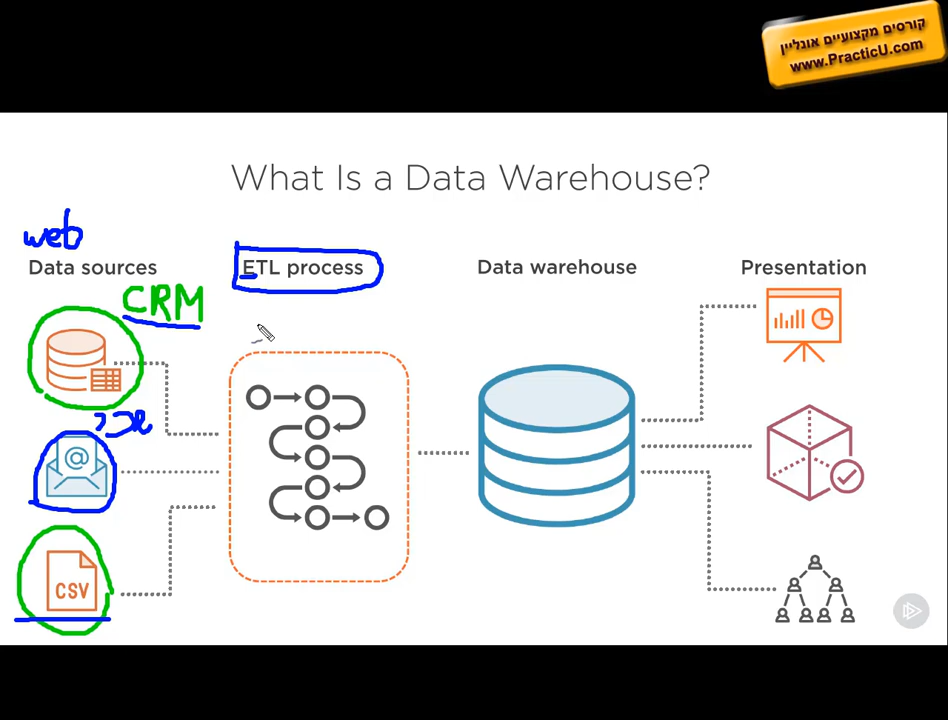 קורסים מקצועיים אונליין
www.PracticU.com
What Is a Data Warehouse?
web
Data sources
ETL process
Data warehouse
Presentation
CRM
@
CSV